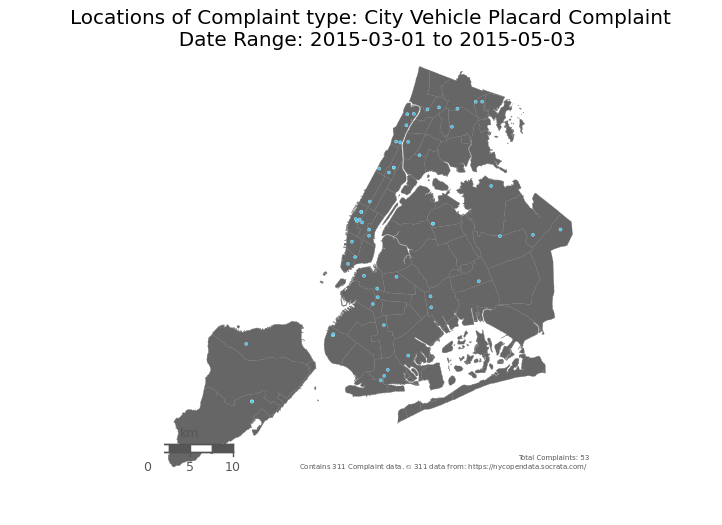 Locations of Complaint type: City Vehicle Placard Complaint
Date Range: 2015-03-01 to 2015-05-03
km
0 5 10
Total Complaints: 53
Contains 311 Complaint data. © 311 data from: https://nycopendata.socrata.com/